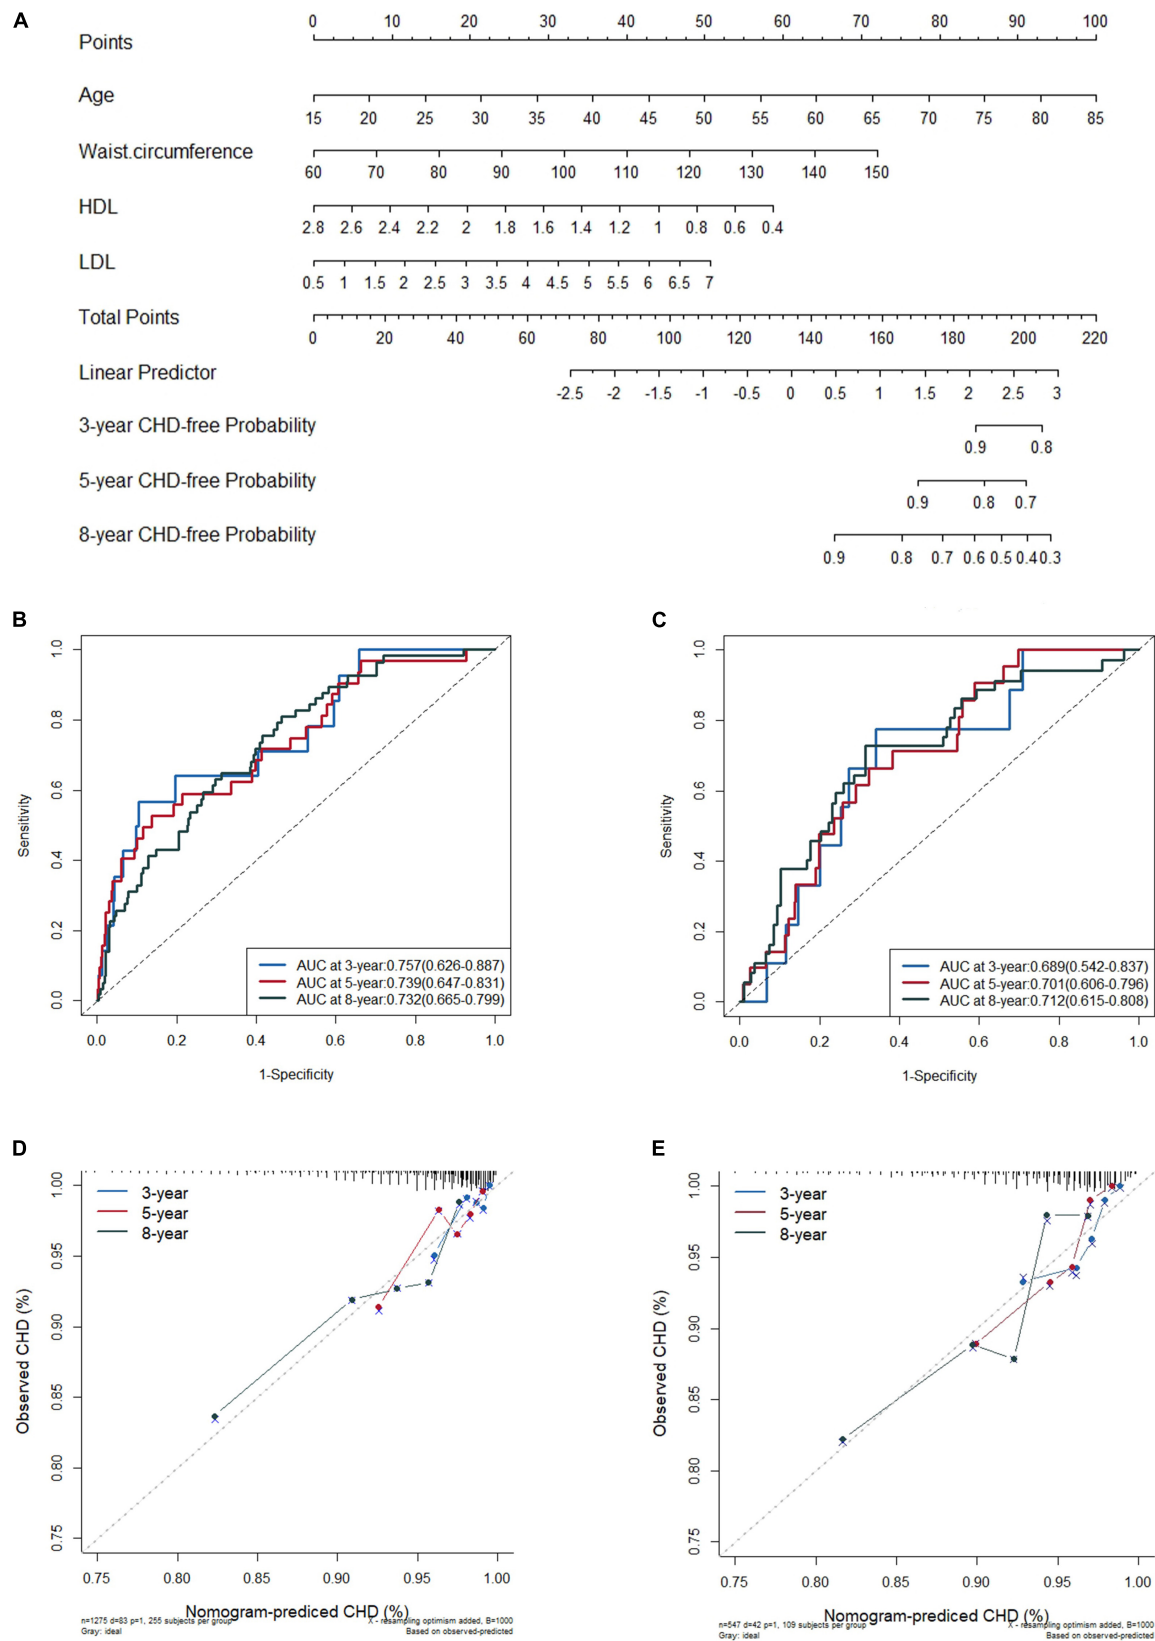 A
Points
0 10 20 30 40 50 60 70 80 90 100
Age
15 20 25 30 35 40 45 50 55 60 65 70 75 80 85
Waist.circumference
60 70 80 90 100 110 120 130 140 150
HDL
2.8 2.6 2.4 2.2 2 1.8 1.6 1.4 1.2 1 0.8 0.6 0.4
LDL
0.5 1 1.5 2 2.5 3 3.5 4 4.5 5 5.5 6 6.5 7
Total Points
0 20 40 60 80 100 120 140 160 180 200 220
Linear Predictor
-2.5 -2 -1.5 -1 -0.5 0 0.5 1 1.5 2 2.5 3
3-year CHD-free Probability
0.9 0.8
5-year CHD-free Probability
0.9 0.8 0.7
8-year CHD-free Probability
0.9 0.8 0.7 0.6 0.5 0.4 0.3
B
Sensitivity
1.0
0.8
0.6
0.4
0.2
0.0
AUC at 3-year:0.757(0.626-0.887)
AUC at 5-year:0.739(0.647-0.831)
AUC at 8-year:0.732(0.665-0.799)
0.0 0.2 0.4 0.6 0.8 1.0
1-Specificity
C
Sensitivity
1.0
0.8
0.6
0.4
0.2
0.0
AUC at 3-year:0.689(0.542-0.837)
AUC at 5-year:0.701(0.606-0.796)
AUC at 8-year:0.712(0.615-0.808)
0.0 0.2 0.4 0.6 0.8 1.0
1-Specificity
D
Observed CHD (%)
1.00
0.95
0.90
0.85
0.80
0.75
3-year
5-year
8-year
0.75 0.80 0.85 0.90 0.95 1.00
Nomogram-prediced CHD (%)
n=1275 d=83 p=1, 255 subjects per group
Gray: ideal
X - resampling optimism added, B=1000
Based on observed-predicted
E
Observed CHD (%)
1.00
0.95
0.90
0.85
0.80
0.75
3-year
5-year
8-year
0.75 0.80 0.85 0.90 0.95 1.00
Nomogram-prediced CHD (%)
n=547 d=42 p=1, 109 subjects per group
Gray: ideal
X - resampling optimism added, B=1000
Based on observed-predicted